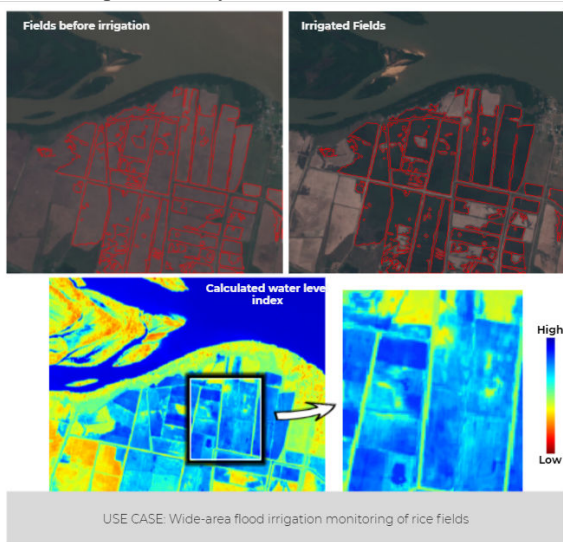 Fields before irrigation
Irrigated Fields
Calculated water leve
index
High
Low
USE CASE: Wide-area flood irrigation monitoring of rice fields